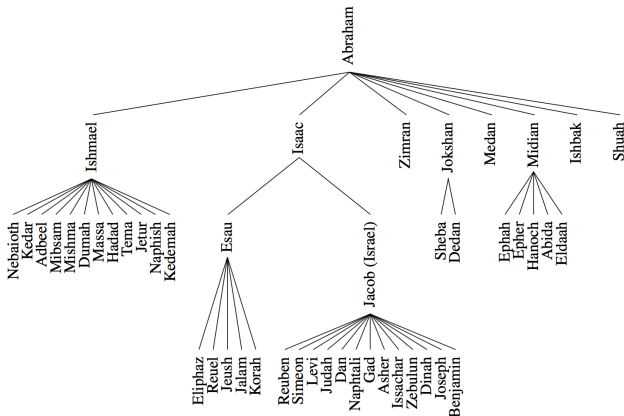 Abraham
Ishmael
Isaac
Zimran
Jokshan
Medan
Midian
Ishbak
Shuah
Nebaioth
Kedar
Adbeel
Mibsam
Mishma
Dumah
Massa
Hadad
Tema
Jetur
Naphish
Kedemah
Esau
Jacob (Israel)
Sheba
Dedan
Ephah
Epher
Hanoch
Abida
Eldaah
Eliphaz
Reuel
Jeush
Jalam
Korah
Reuben
Simeon
Levi
Judah
Dan
Naphtali
Gad
Asher
Issachar
Zebulun
Dinah
Joseph
Benjamin